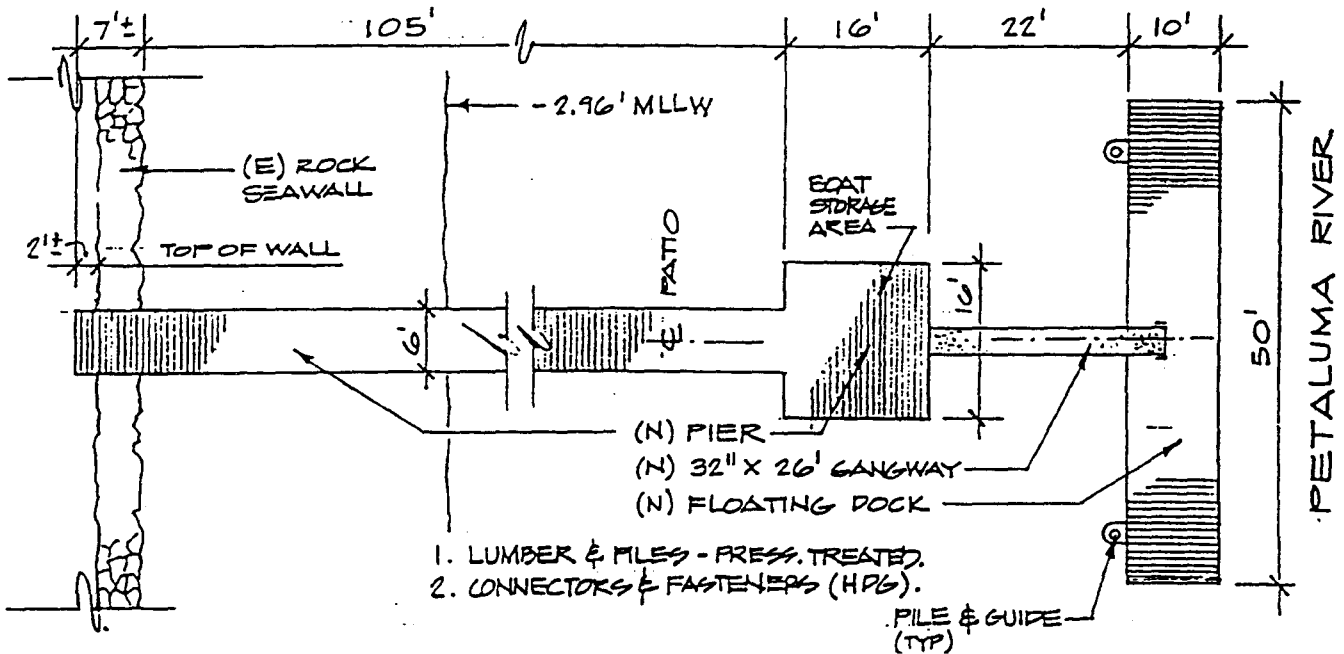 7'±
105'
16'
22'
10'
- 2.96' MLLW
(E) ROCK
SEAWALL
2'±
TOP OF WALL
BOAT
STORAGE
AREA
℄ PATIO
6'
16'
50'
PETALUMA RIVER
(N) PIER
(N) 32" X 26' GANGWAY
(N) FLOATING DOCK
1. LUMBER & PILES - PRESS. TREATED.
2. CONNECTORS & FASTENERS (HDG).
PILE & GUIDE
(TYP)